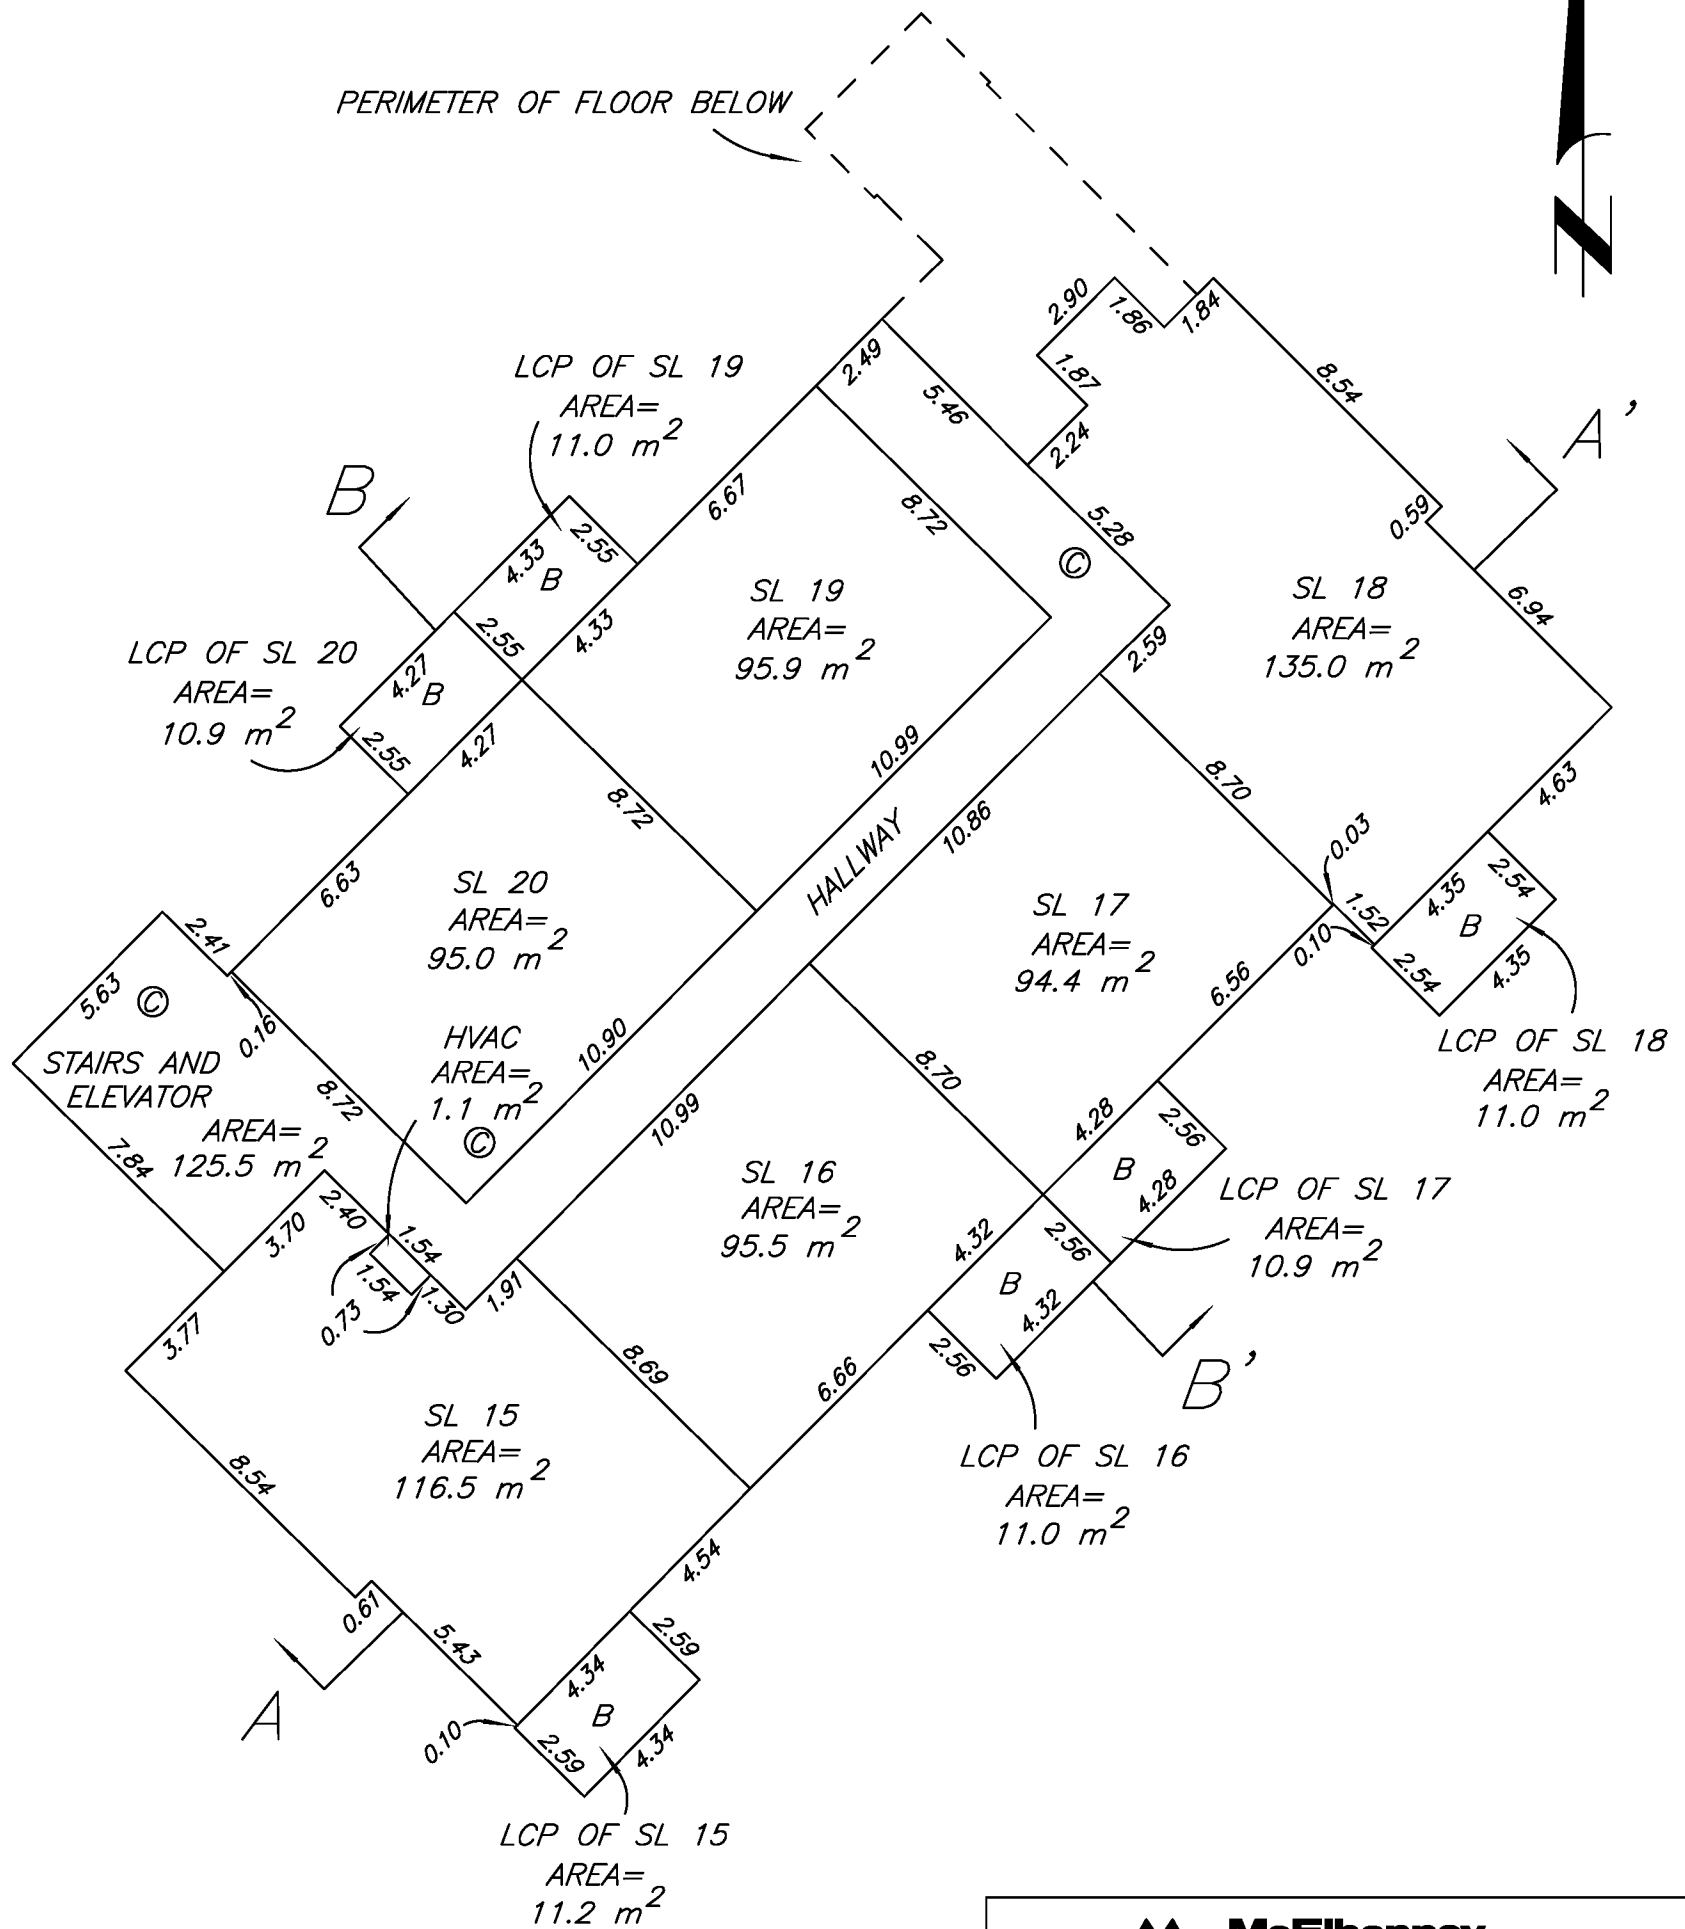 PERIMETER OF FLOOR BELOW
N
2.90
1.86
1.84
LCP OF SL 19
AREA=
11.0 m²
2.49
5.46
1.87
2.24
8.54
A'
B
6.67
8.72
5.28
0.59
4.33
2.55
B
4.33
SL 19
AREA=
95.9 m²
Ⓒ
SL 18
AREA=
135.0 m²
6.94
LCP OF SL 20
AREA=
10.9 m²
2.55
4.27
B
2.55
4.27
2.59
10.99
8.72
8.70
4.63
10.86
HALLWAY
0.03
6.63
SL 20
AREA=
95.0 m²
SL 17
AREA=
94.4 m²
4.35
2.54
1.52
B
0.10
2.54
4.35
2.41
5.63
Ⓒ
6.56
0.16
STAIRS AND
ELEVATOR
AREA=
125.5 m²
HVAC
AREA=
1.1 m²
10.90
8.70
LCP OF SL 18
AREA=
11.0 m²
8.72
Ⓒ
7.84
10.99
4.28
2.56
B
4.28
SL 16
AREA=
95.5 m²
LCP OF SL 17
AREA=
10.9 m²
2.40
3.70
1.54
1.54
0.73
1.30
1.91
4.32
2.56
B
4.32
3.77
8.69
2.56
B'
6.66
SL 15
AREA=
116.5 m²
8.54
LCP OF SL 16
AREA=
11.0 m²
4.54
0.61
5.43
2.59
4.34
A
B
0.10
2.59
4.34
LCP OF SL 15
AREA=
11.2 m²
McElhanney